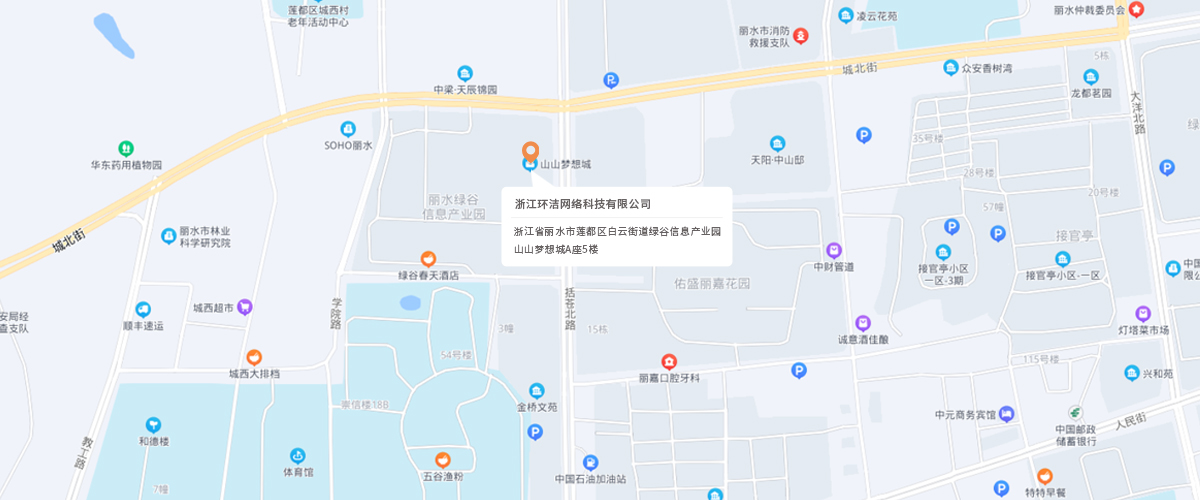 莲都区城西村
老年活动中心
凌云花苑
丽水仲裁委员会
丽水市消防
救援支队
5栋
城北街
众安香树湾
中梁·天辰锦园
龙都茗园
大洋北路
SOHO丽水
35号楼
华东药用植物园
山山梦想城
天阳·中山邸
28号楼
20号楼
丽水绿谷
信息产业园
浙江环洁网络科技有限公司
浙江省丽水市莲都区白云街道绿谷信息产业园
山山梦想城A座5楼
57幢
丽水市林业
科学研究院
城北街
接官亭
中财管道
接官亭小区
一区-3期
接官亭小区-一区
中国
限公
绿谷春天酒店
佑盛丽嘉花园
括苍北路
学院路
城西超市
顺丰速运
安局经
查支队
3幢
15栋
诚意酒佳酿
灯塔菜市场
54号楼
115号楼
城西大排档
丽嘉口腔牙科
兴和苑
崇信楼18B
金桥文苑
中元商务宾馆
人民街
中国邮政
储蓄银行
和德楼
教工路
体育馆
五谷渔粉
中国石油加油站
7幢
特特早餐